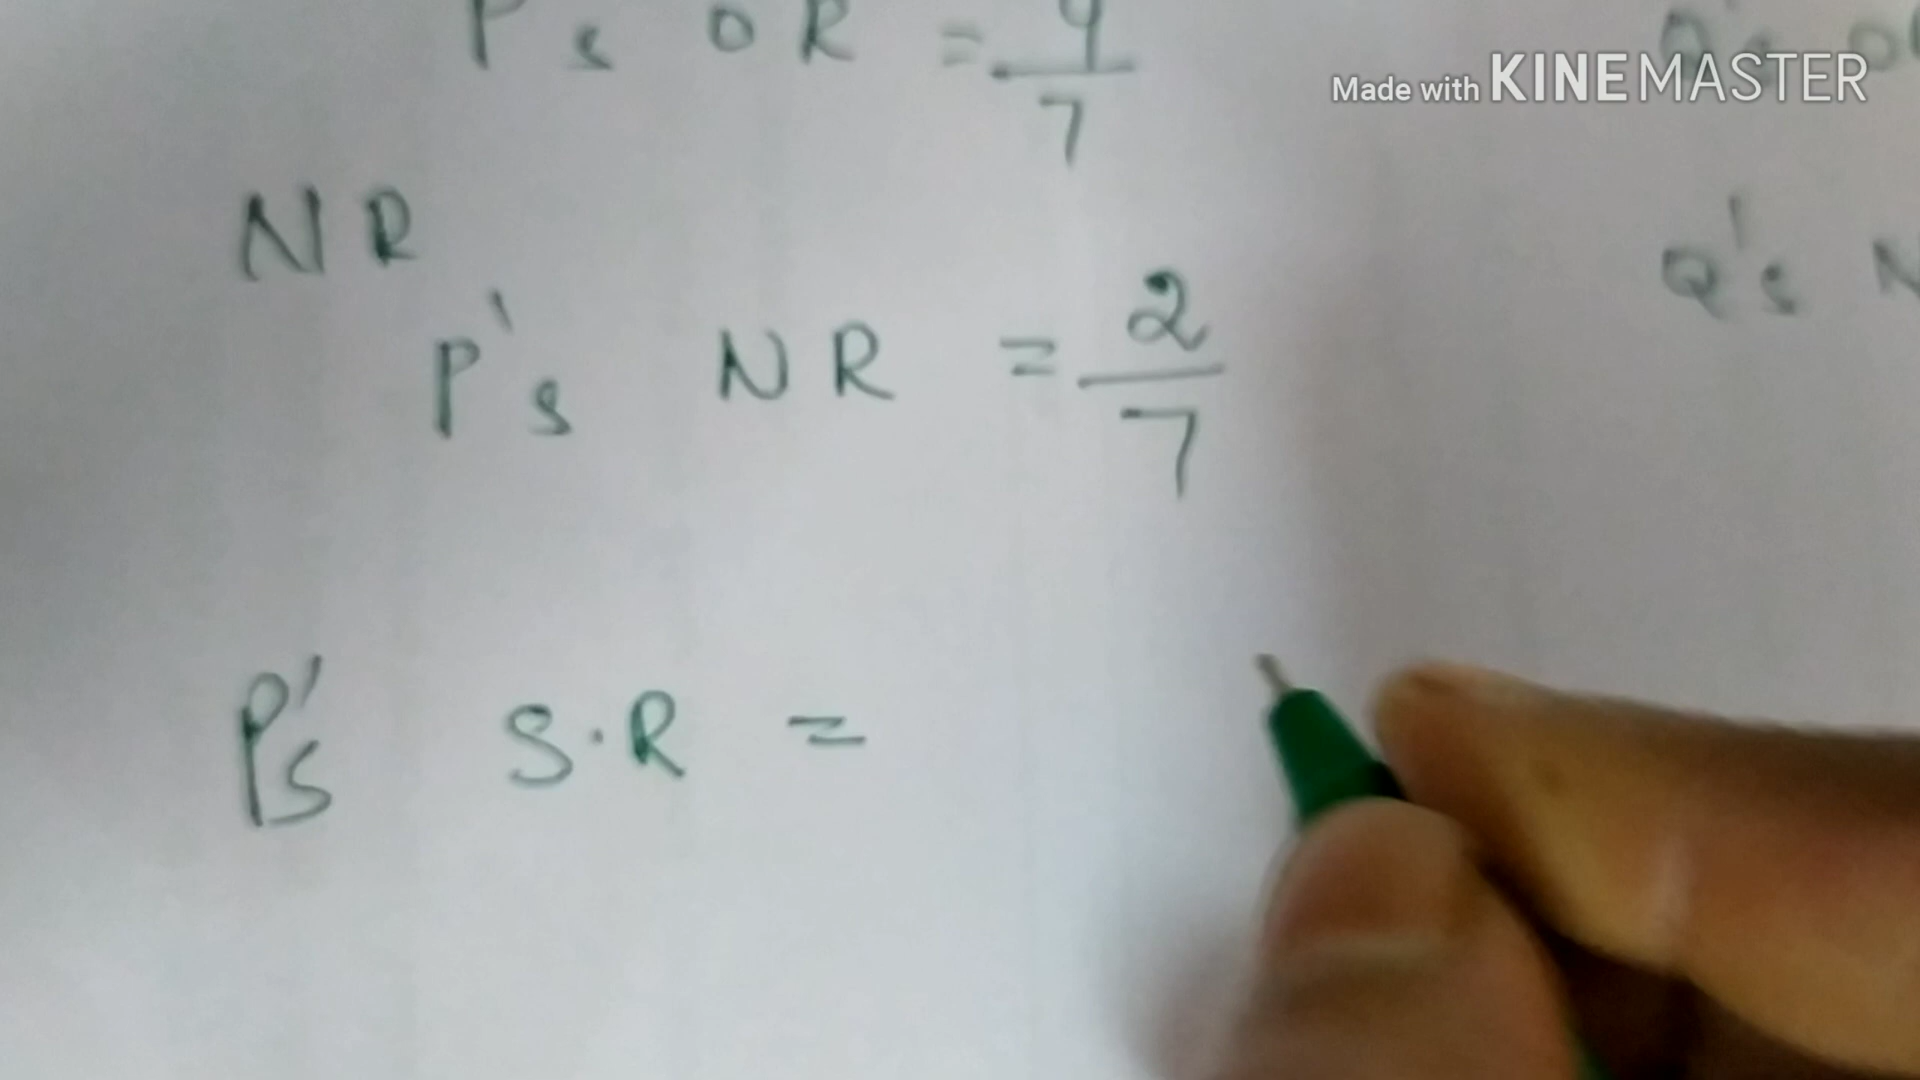 P's OR = 4/7
Made with KINEMASTER
NR
Q's N
P's NR = 2/7
P's S.R =